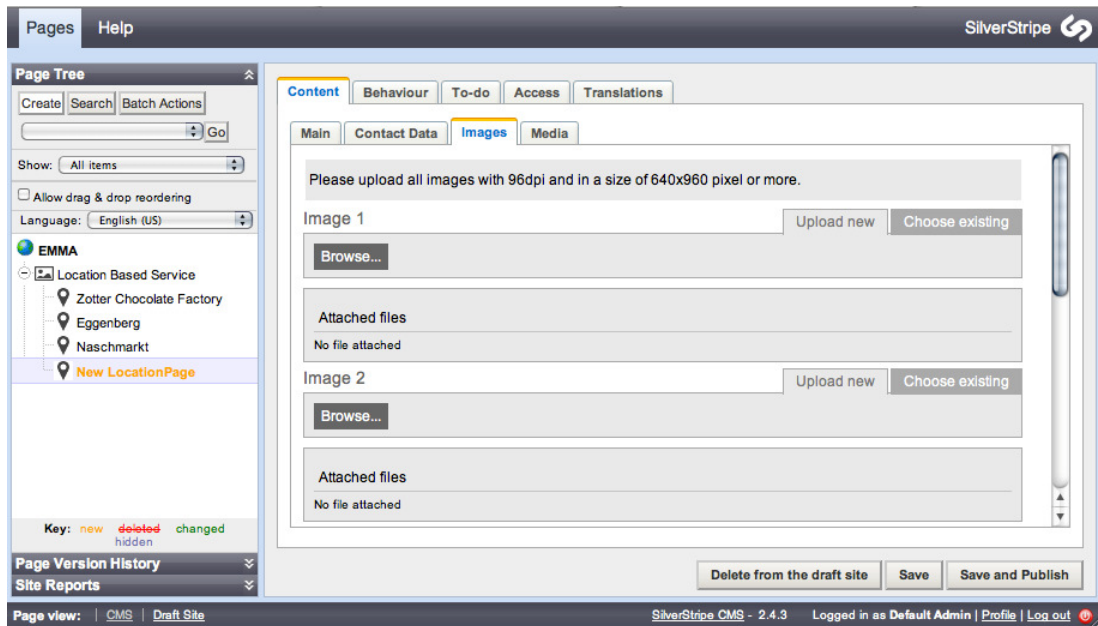 Pages Help SilverStripe
Page Tree
Create Search Batch Actions
Go
Show: All items
Allow drag & drop reordering
Language: English (US)
EMMA
Location Based Service
Zotter Chocolate Factory
Eggenberg
Naschmarkt
New LocationPage
Key: new deleted changed
hidden
Page Version History
Site Reports
Content Behaviour To-do Access Translations
Main Contact Data Images Media
Please upload all images with 96dpi and in a size of 640x960 pixel or more.
Image 1 Upload new Choose existing
Browse...
Attached files
No file attached
Image 2 Upload new Choose existing
Browse...
Attached files
No file attached
Delete from the draft site Save Save and Publish
Page view: | CMS | Draft Site SilverStripe CMS - 2.4.3 Logged in as Default Admin | Profile | Log out